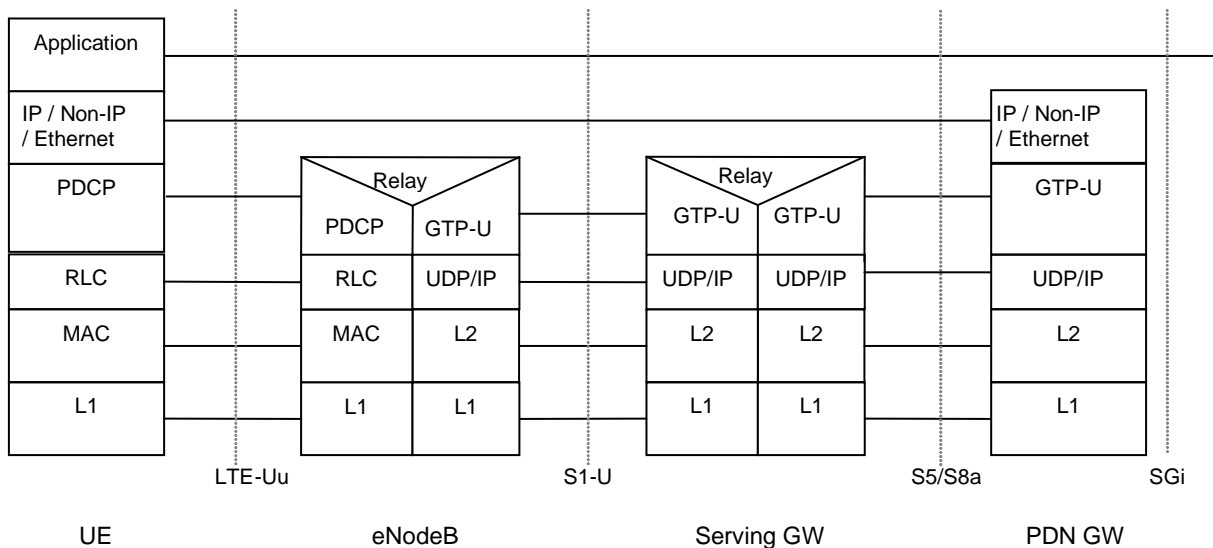 Application
IP / Non-IP
/ Ethernet
IP / Non-IP
/ Ethernet
PDCP
Relay
Relay
GTP-U
PDCP
GTP-U
GTP-U
GTP-U
RLC
RLC
UDP/IP
UDP/IP
UDP/IP
UDP/IP
MAC
MAC
L2
L2
L2
L2
L1
L1
L1
L1
L1
L1
LTE-Uu
S1-U
S5/S8a
SGi
UE
eNodeB
Serving GW
PDN GW